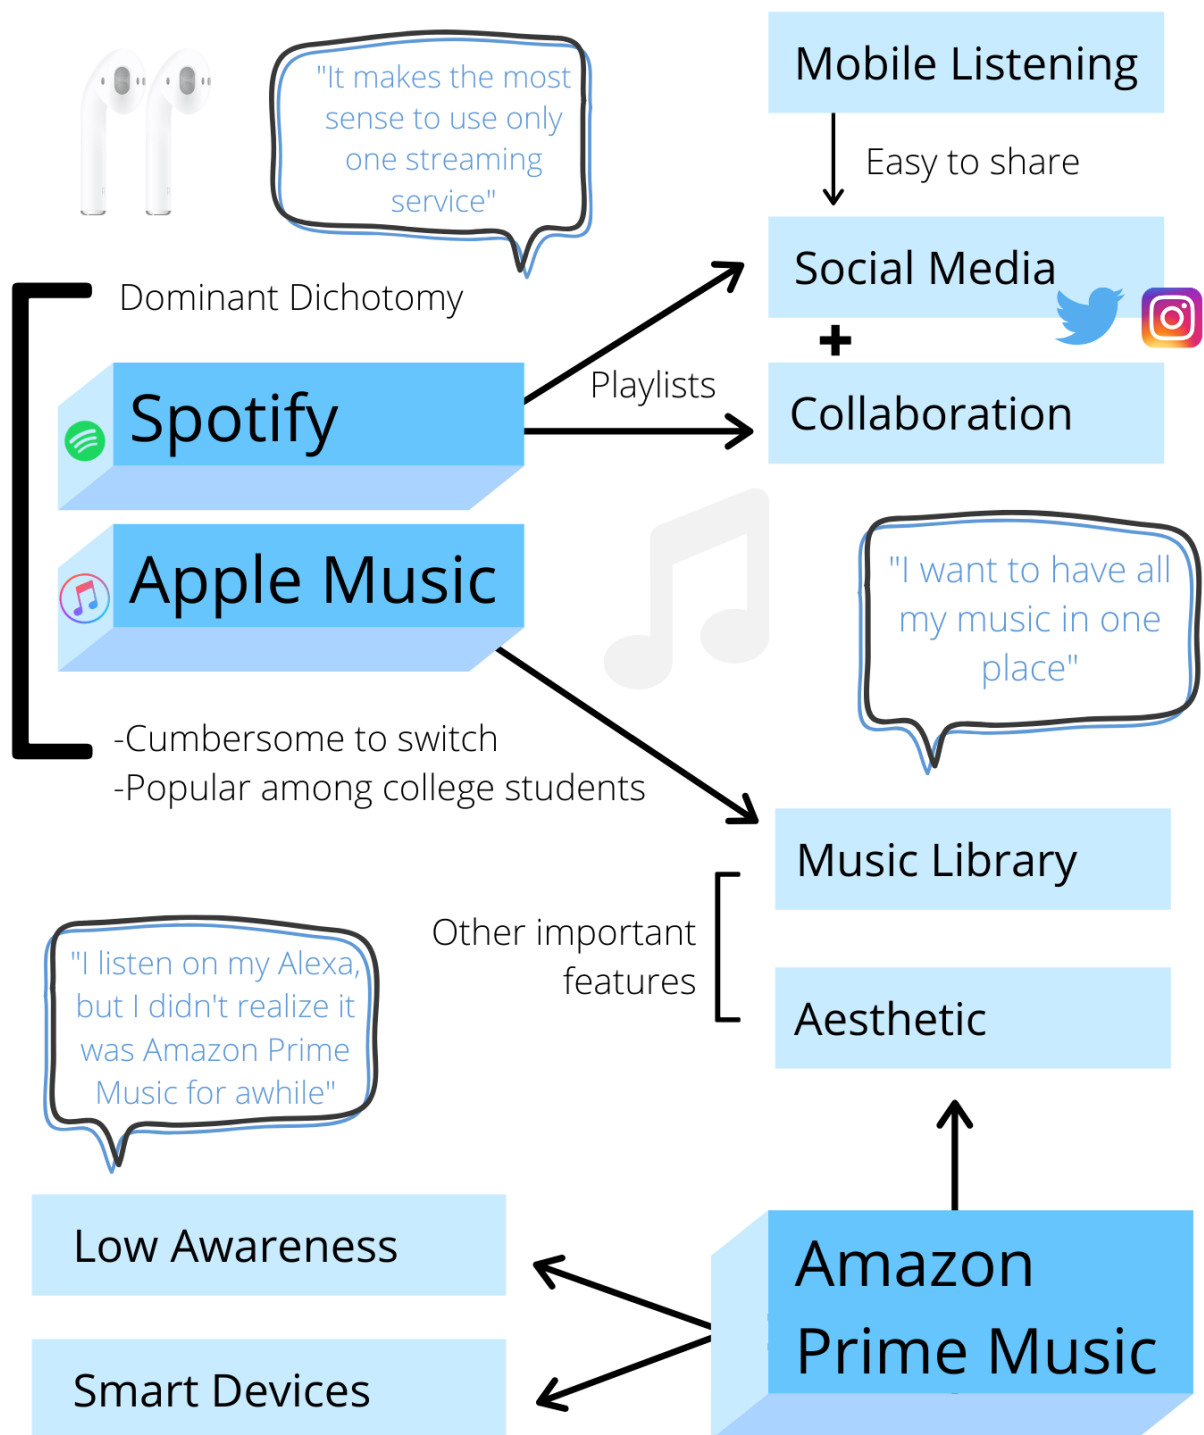 "It makes the most
sense to use only
one streaming
service"
Mobile Listening
Easy to share
Social Media
+
Collaboration
Dominant Dichotomy
Spotify
Playlists
Apple Music
-Cumbersome to switch
-Popular among college students
"I want to have all
my music in one
place"
Music Library
Other important
features
Aesthetic
"I listen on my Alexa,
but I didn't realize it
was Amazon Prime
Music for awhile"
Low Awareness
Smart Devices
Amazon
Prime Music